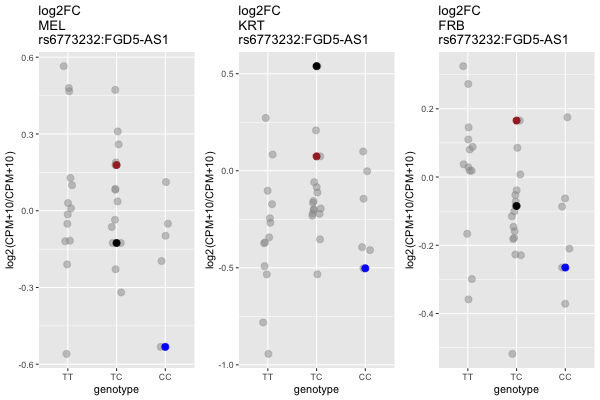 log2FC
MEL
rs6773232:FGD5-AS1
log2(CPM+10/CPM+10)
0.6
0.3
0.0
-0.3
-0.6
TT TC CC
genotype
log2FC
KRT
rs6773232:FGD5-AS1
log2(CPM+10/CPM+10)
0.5
0.0
-0.5
-1.0
TT TC CC
genotype
log2FC
FRB
rs6773232:FGD5-AS1
log2(CPM+10/CPM+10)
0.2
0.0
-0.2
-0.4
TT TC CC
genotype